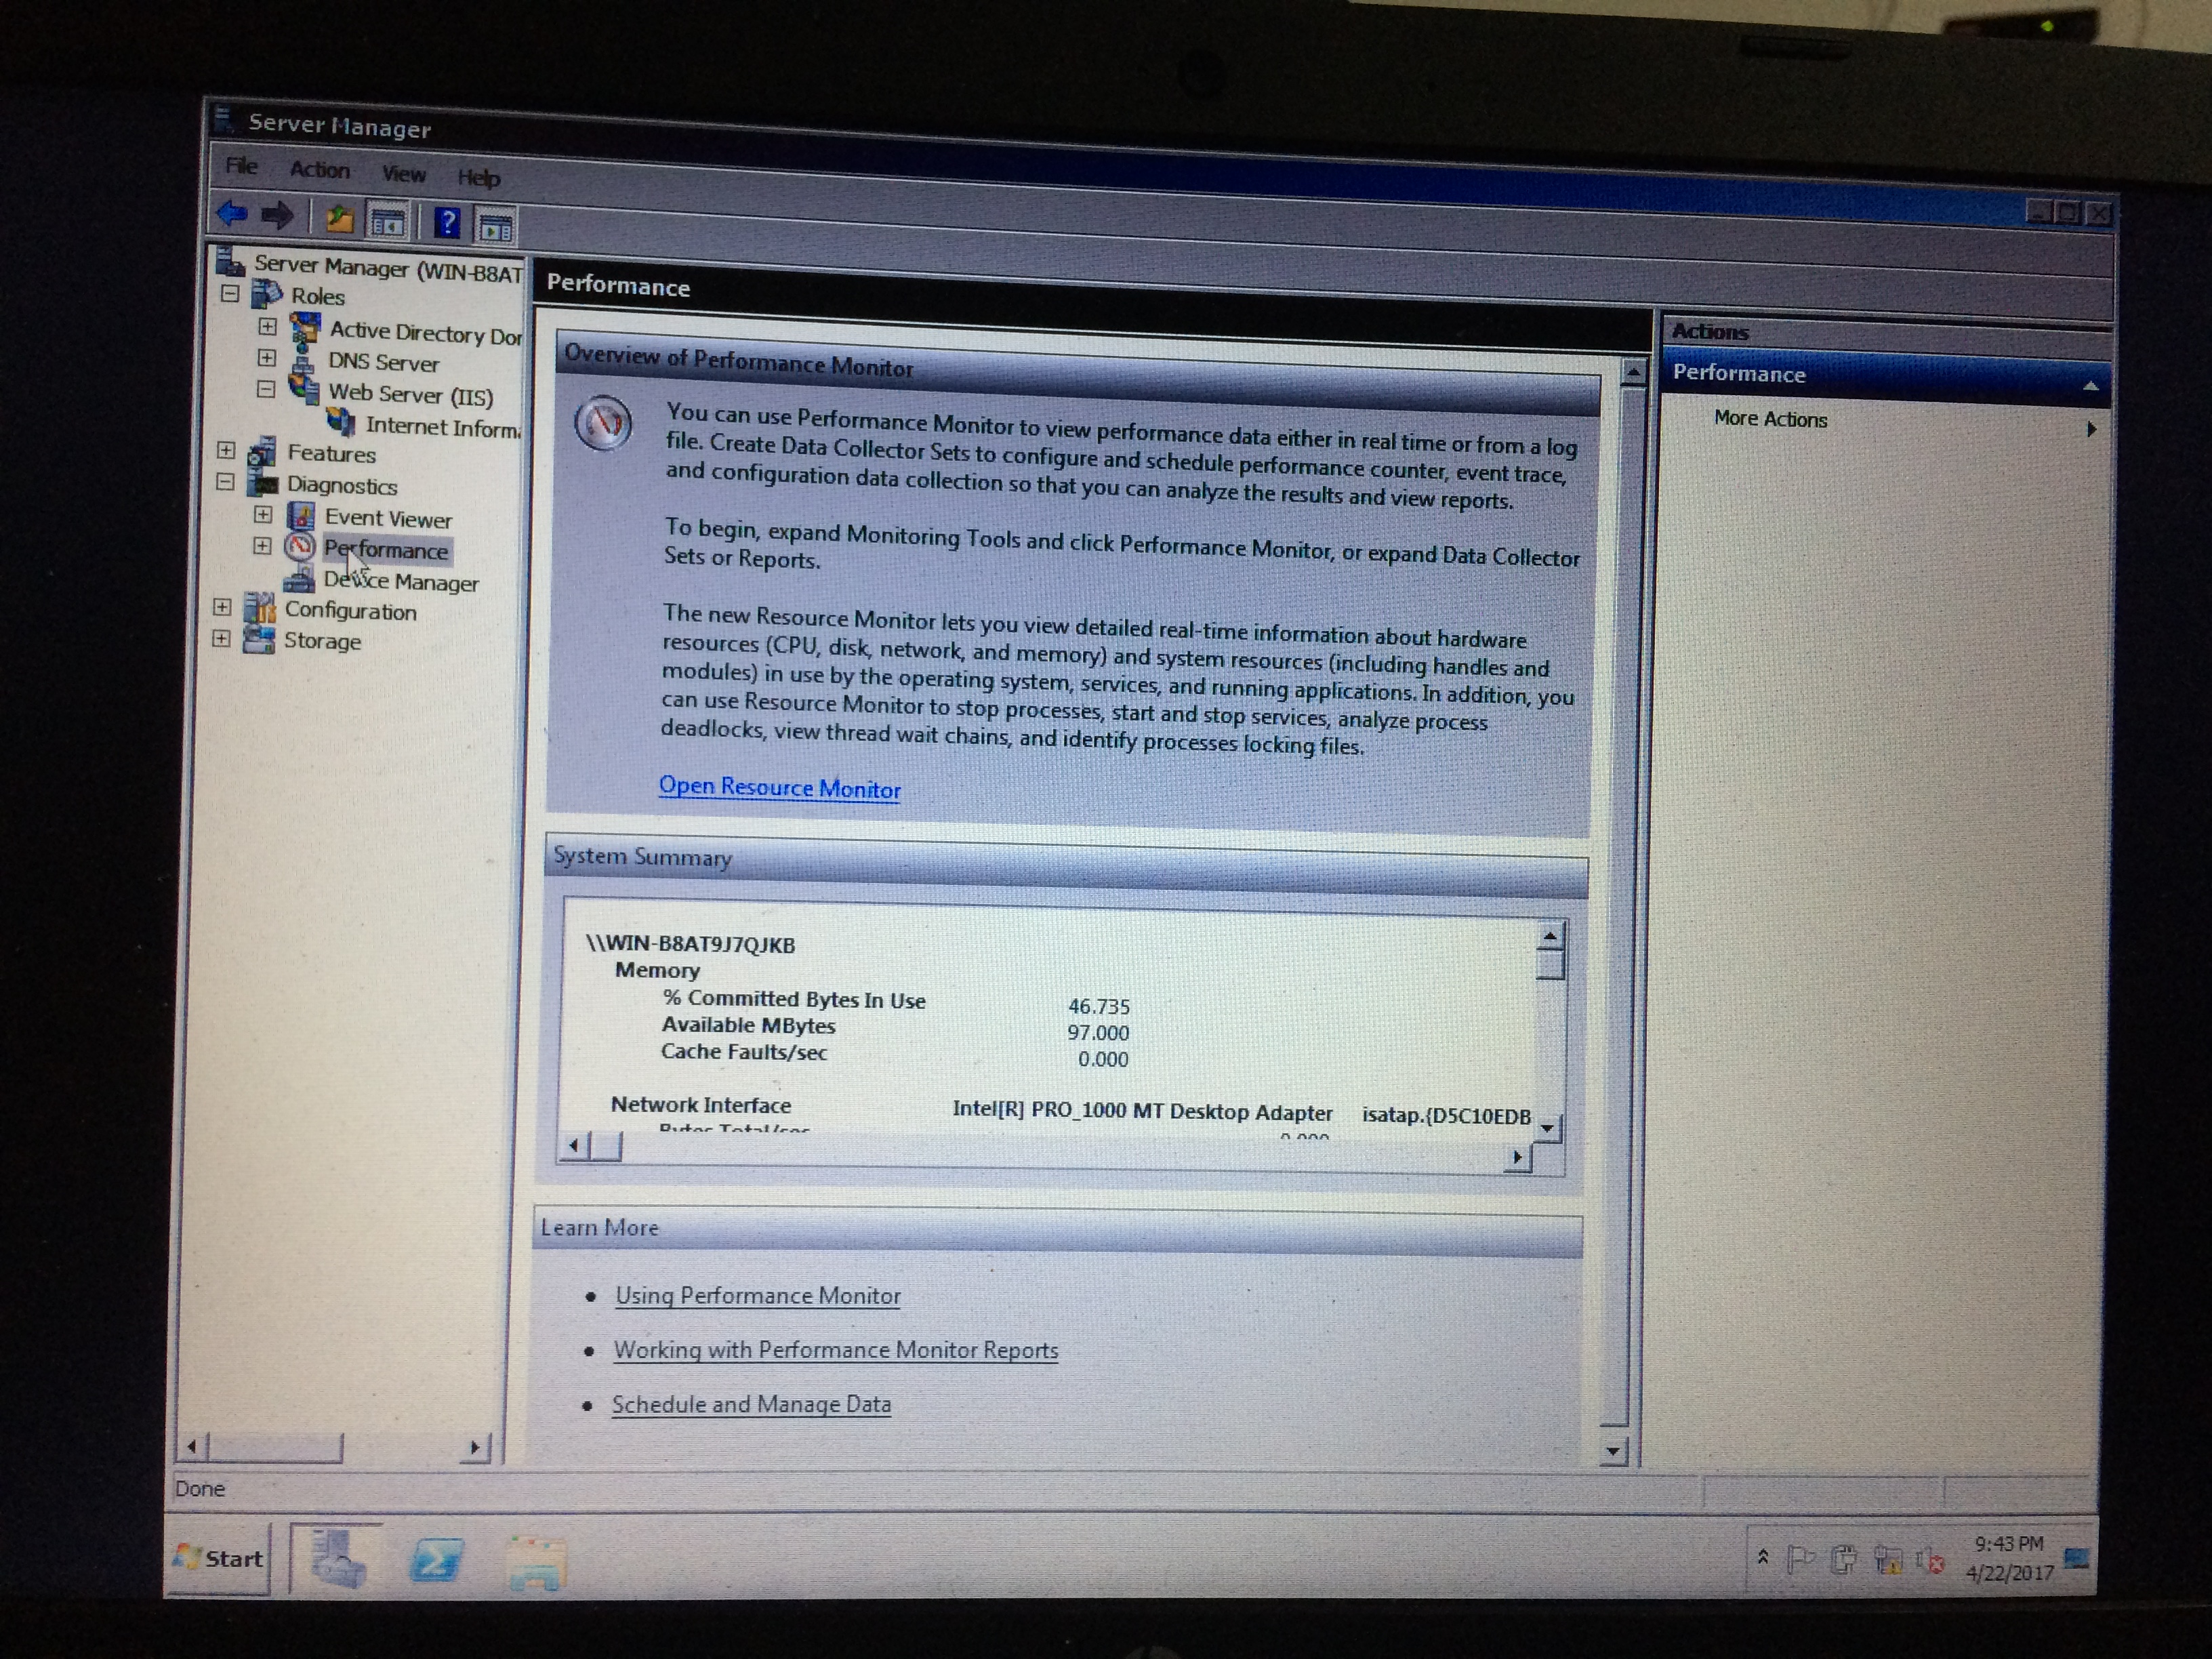 Server Manager
File Action View Help
Server Manager (WIN-B8AT
Roles
Active Directory Dor
DNS Server
Web Server (IIS)
Internet Inform
Features
Diagnostics
Event Viewer
Performance
Device Manager
Configuration
Storage
Performance
Overview of Performance Monitor
You can use Performance Monitor to view performance data either in real time or from a log
file. Create Data Collector Sets to configure and schedule performance counter, event trace,
and configuration data collection so that you can analyze the results and view reports.
To begin, expand Monitoring Tools and click Performance Monitor, or expand Data Collector
Sets or Reports.
The new Resource Monitor lets you view detailed real-time information about hardware
resources (CPU, disk, network, and memory) and system resources (including handles and
modules) in use by the operating system, services, and running applications. In addition, you
can use Resource Monitor to stop processes, start and stop services, analyze process
deadlocks, view thread wait chains, and identify processes locking files.
Open Resource Monitor
System Summary
\\WIN-B8AT9J7QJKB
Memory
% Committed Bytes In Use 46.735
Available MBytes 97.000
Cache Faults/sec 0.000
Network Interface Intel[R] PRO_1000 MT Desktop Adapter isatap.{D5C10EDB
Bytes Total/sec 0.000
Learn More
• Using Performance Monitor
• Working with Performance Monitor Reports
• Schedule and Manage Data
Actions
Performance
More Actions
Done
Start
9:43 PM
4/22/2017